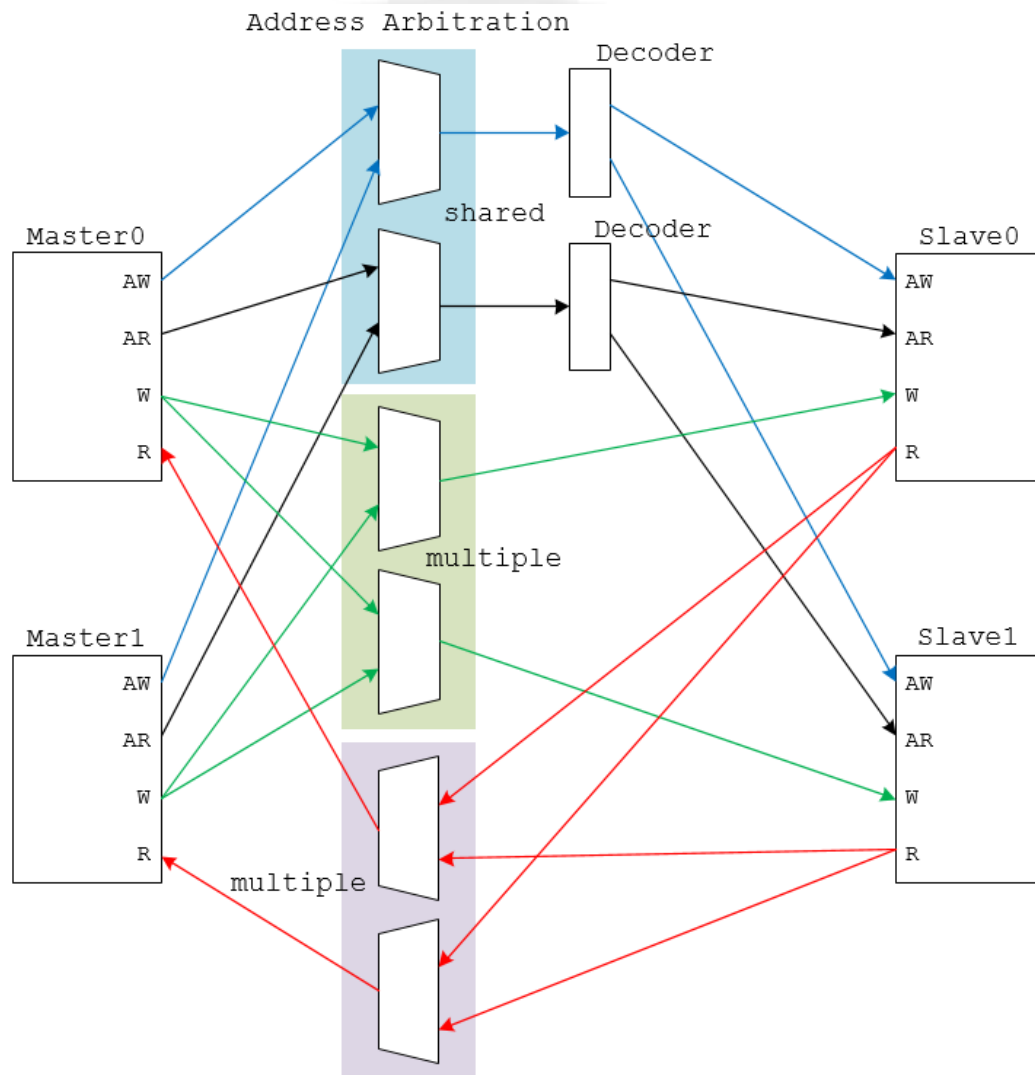 Address Arbitration
Decoder
shared
Decoder
Master0
AW
AR
W
R
Slave0
AW
AR
W
R
multiple
Master1
AW
AR
W
R
Slave1
AW
AR
W
R
multiple